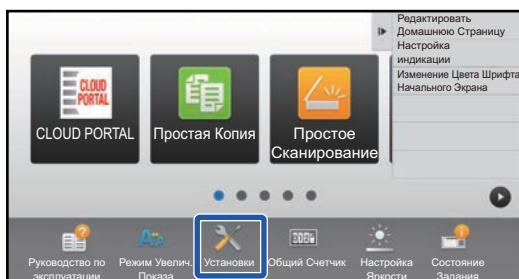 Редактировать
Домашнюю Страницу
Настройка
индикации
Изменение Цвета Шрифта
Начального Экрана
CLOUD
PORTAL
CLOUD PORTAL
Простая Копия
Простое
Сканирование
Руководство по
эксплуатации
Режим Увелич.
Показа
Установки
Общий Счетчик
Настройка
Яркости
Состояние
Задания